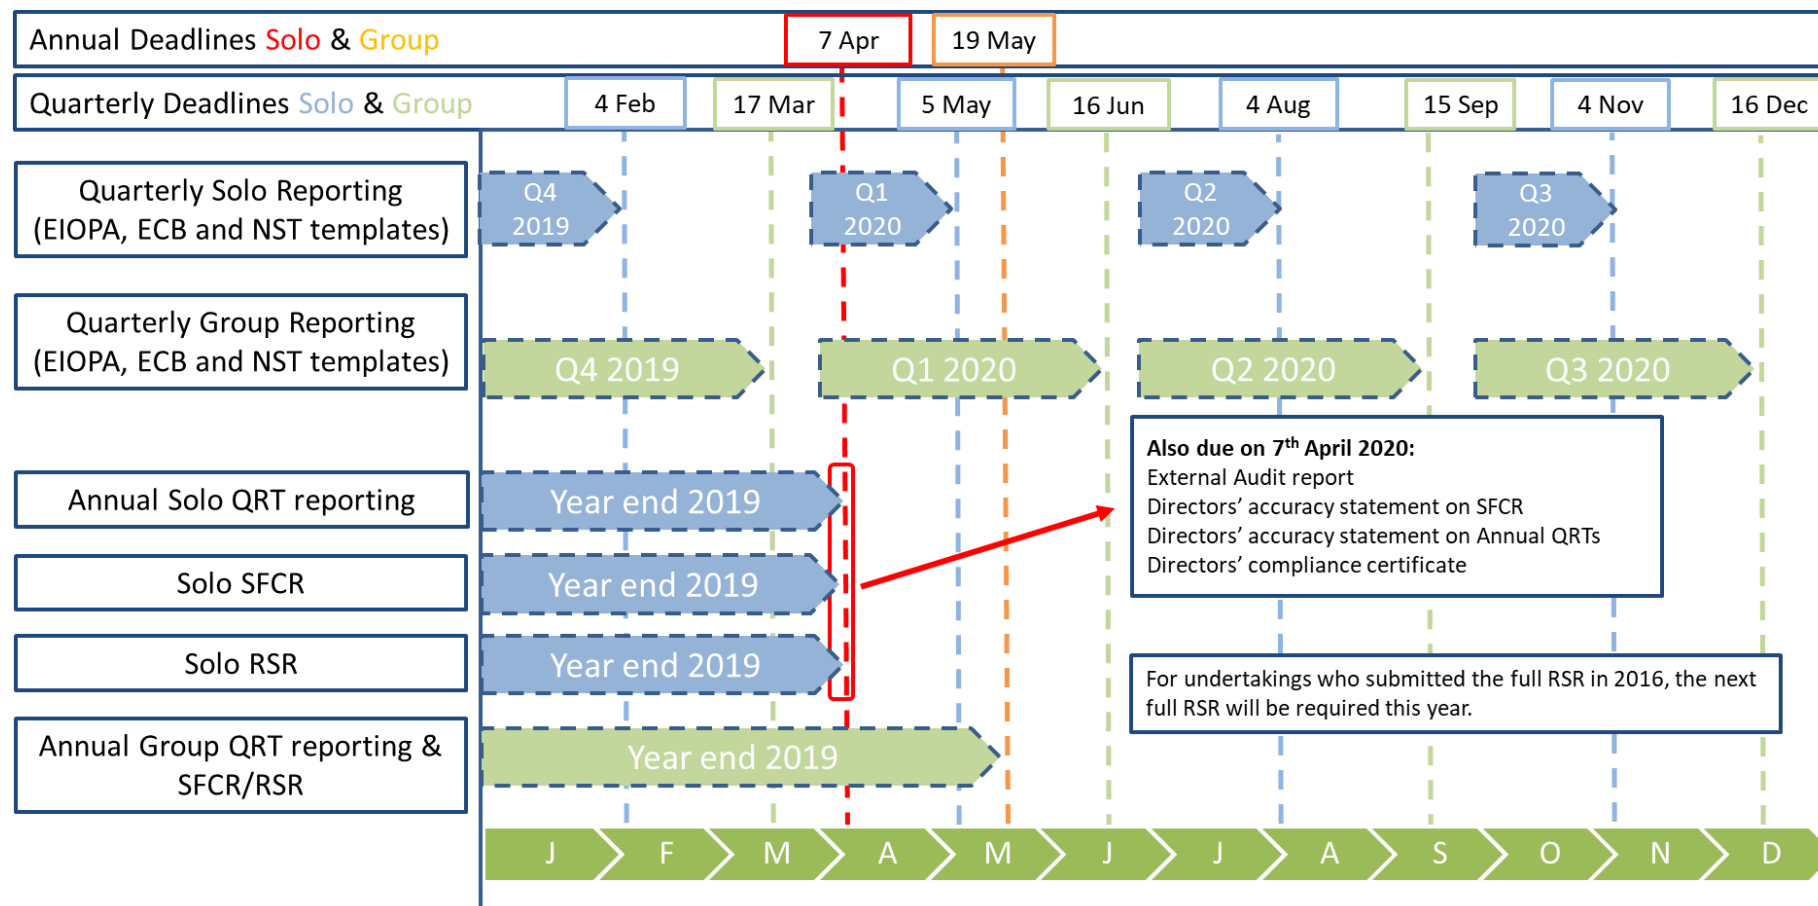 Annual Deadlines Solo & Group
7 Apr
19 May
Quarterly Deadlines Solo & Group
4 Feb
17 Mar
5 May
16 Jun
4 Aug
15 Sep
4 Nov
16 Dec
Quarterly Solo Reporting
(EIOPA, ECB and NST templates)
Q4
2019
Q1
2020
Q2
2020
Q3
2020
Quarterly Group Reporting
(EIOPA, ECB and NST templates)
Q4 2019
Q1 2020
Q2 2020
Q3 2020
Also due on 7th April 2020:
External Audit report
Directors' accuracy statement on SFCR
Directors' accuracy statement on Annual QRTs
Directors' compliance certificate
Annual Solo QRT reporting
Year end 2019
Solo SFCR
Year end 2019
Solo RSR
Year end 2019
For undertakings who submitted the full RSR in 2016, the next
full RSR will be required this year.
Annual Group QRT reporting &
SFCR/RSR
Year end 2019
J F M A M J J A S O N D